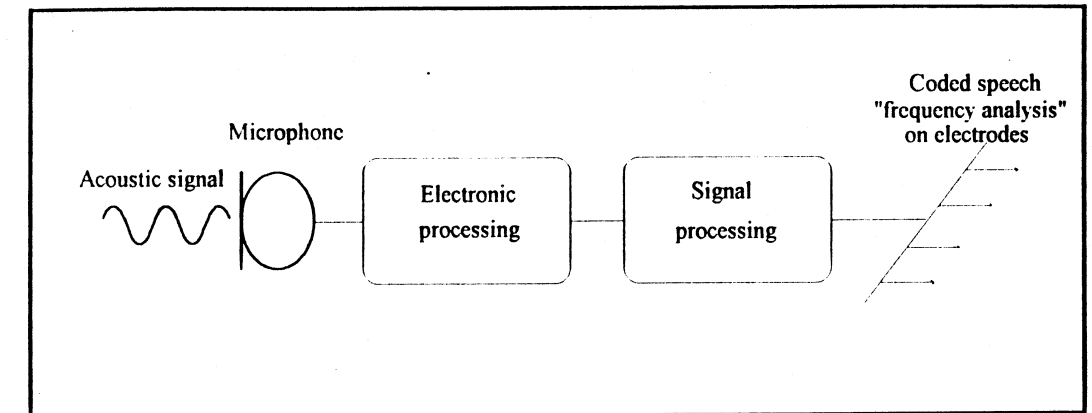 Coded speech
"frequency analysis"
on electrodes
Microphone
Acoustic signal
Electronic
processing
Signal
processing